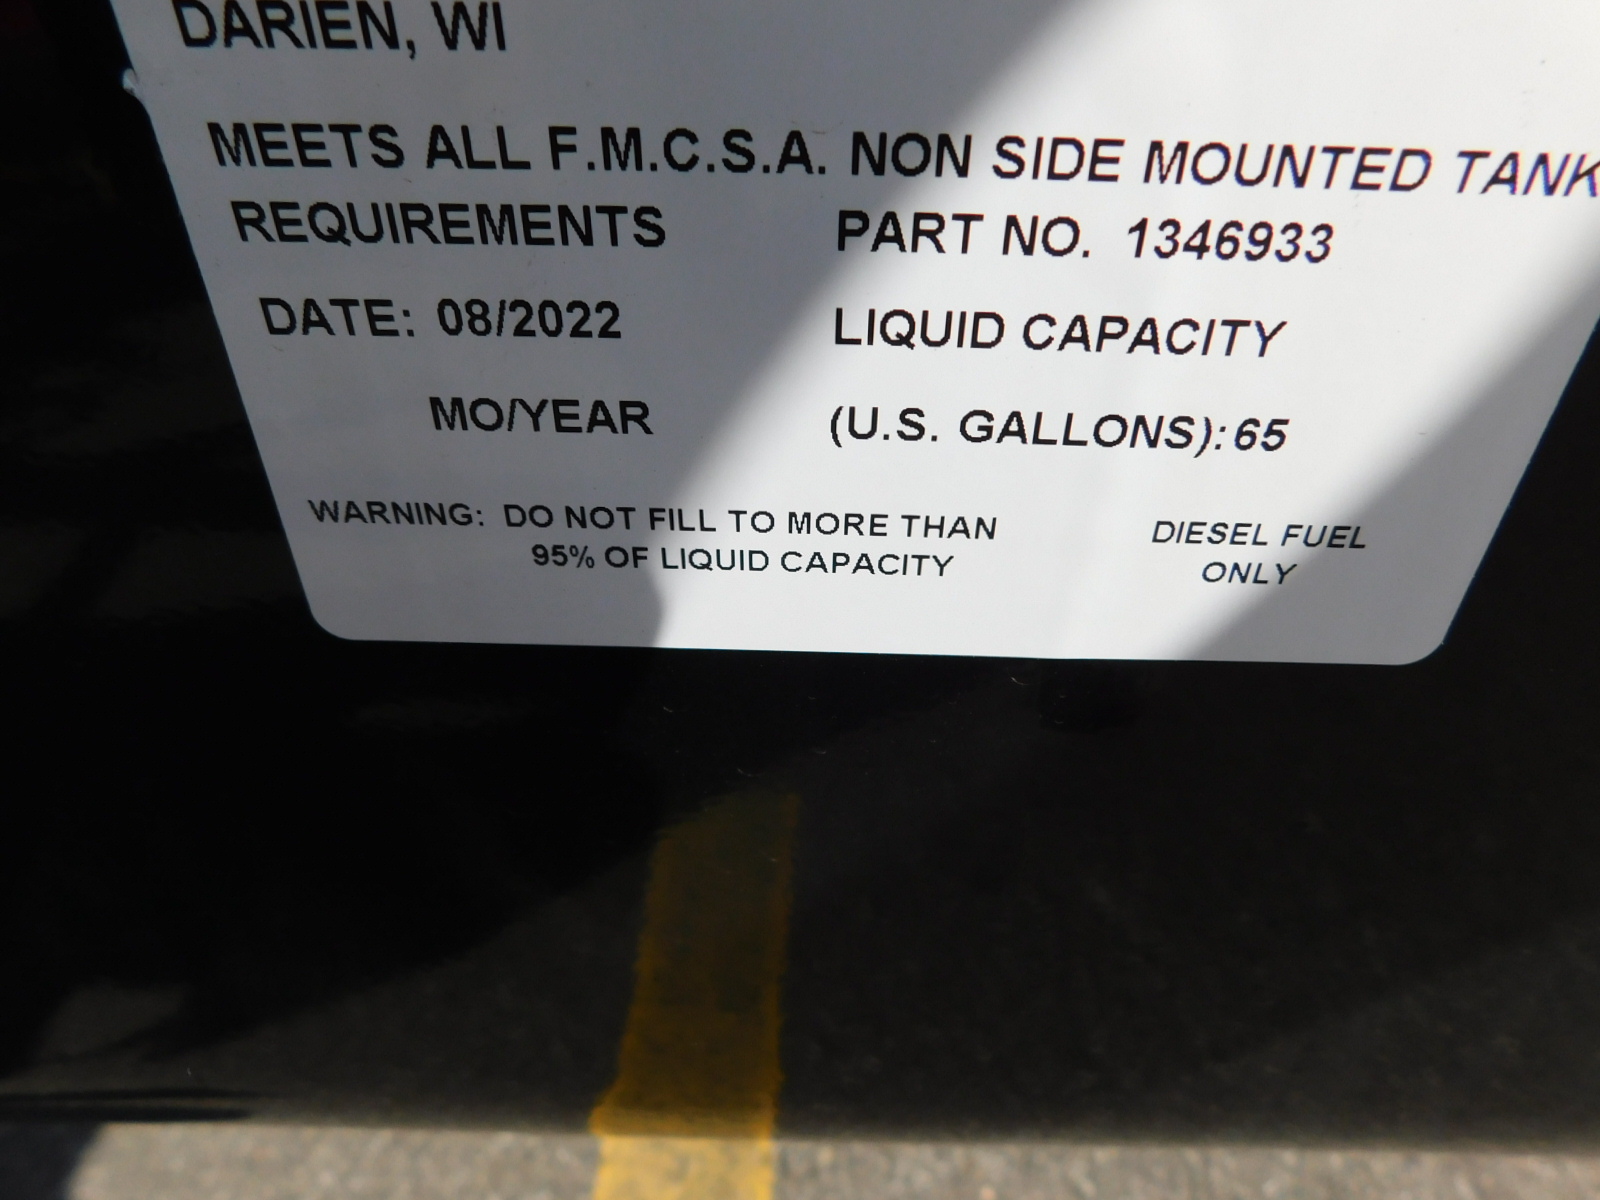 DARIEN, WI
MEETS ALL F.M.C.S.A. NON SIDE MOUNTED TANK
REQUIREMENTS PART NO. 1346933
DATE: 08/2022 LIQUID CAPACITY
MO/YEAR (U.S. GALLONS): 65
WARNING: DO NOT FILL TO MORE THAN DIESEL FUEL
95% OF LIQUID CAPACITY ONLY